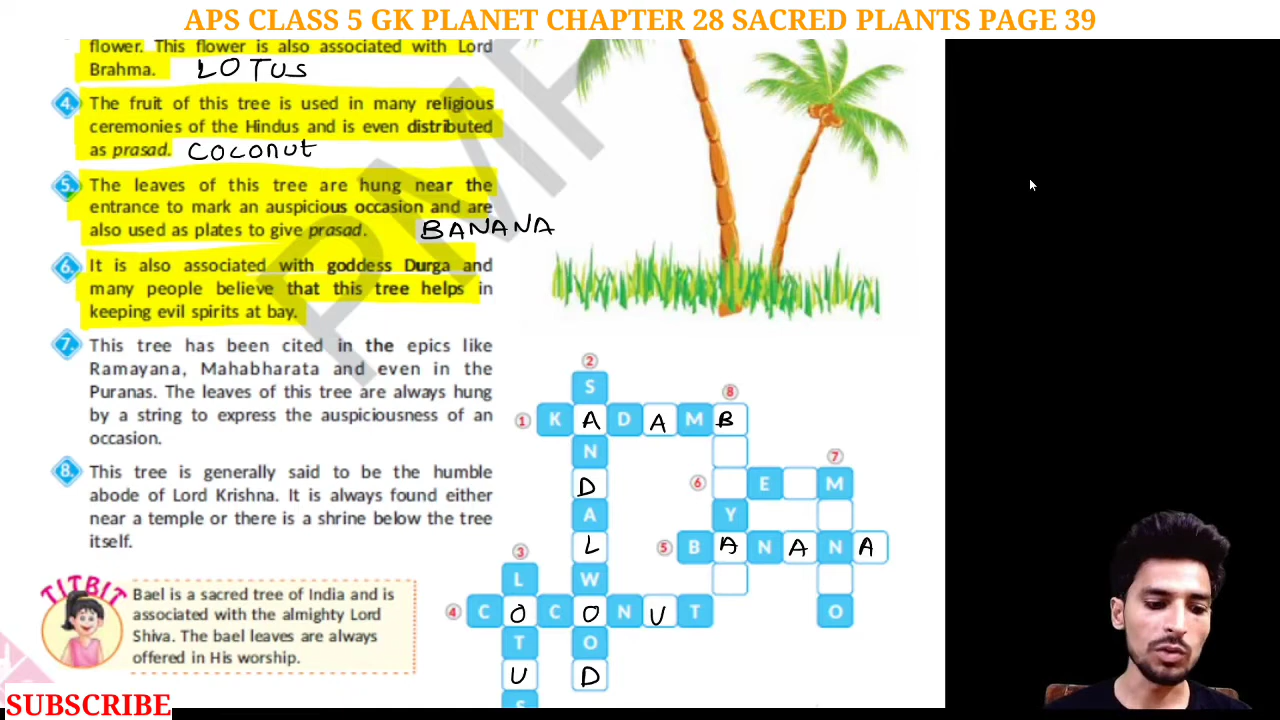 APS CLASS 5 GK PLANET CHAPTER 28 SACRED PLANTS PAGE 39
flower. This flower is also associated with Lord
Brahma. LOTUS
4. The fruit of this tree is used in many religious
ceremonies of the Hindus and is even distributed
as prasad. COCONUT
5. The leaves of this tree are hung near the
entrance to mark an auspicious occasion and are
also used as plates to give prasad. BANANA
6. It is also associated with goddess Durga and
many people believe that this tree helps in
keeping evil spirits at bay.
7. This tree has been cited in the epics like
Ramayana, Mahabharata and even in the
Puranas. The leaves of this tree are always hung
by a string to express the auspiciousness of an
occasion.
8. This tree is generally said to be the humble
abode of Lord Krishna. It is always found either
near a temple or there is a shrine below the tree
itself.
2
S
8
1 K A D A M B
N
7
6 E M
D
A Y
5 B A N A N A
L
3
L W
4 C O C O N U T O
T O
U D
S
TITBIT
Bael is a sacred tree of India and is
associated with the almighty Lord
Shiva. The bael leaves are always
offered in His worship.
SUBSCRIBE